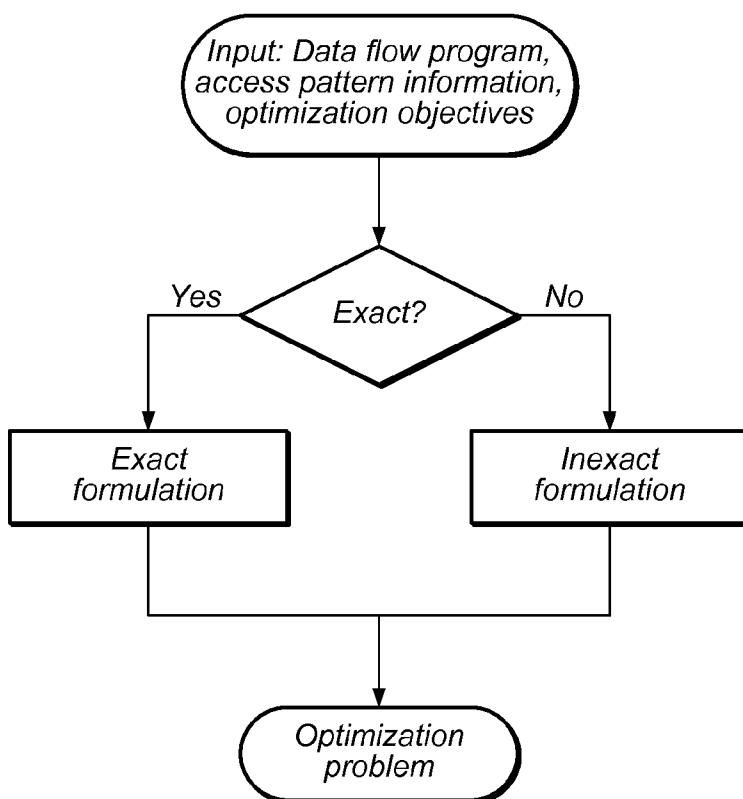 Input: Data flow program,
access pattern information,
optimization objectives
Yes
Exact?
No
Exact
formulation
Inexact
formulation
Optimization
problem